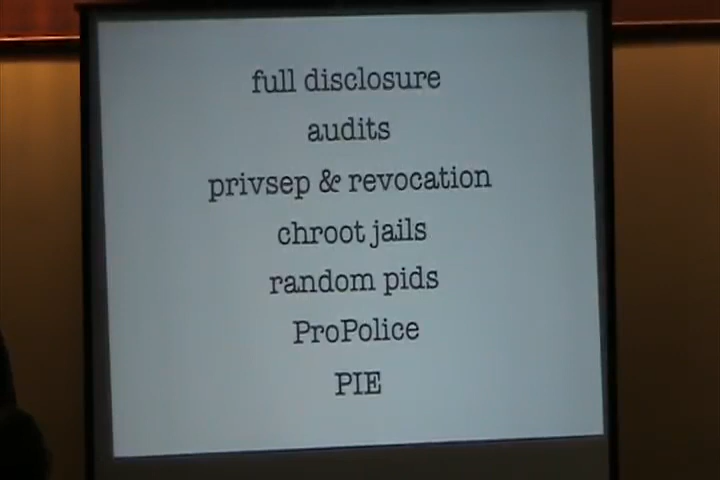 full disclosure
audits
privsep & revocation
chroot jails
random pids
ProPolice
PIE